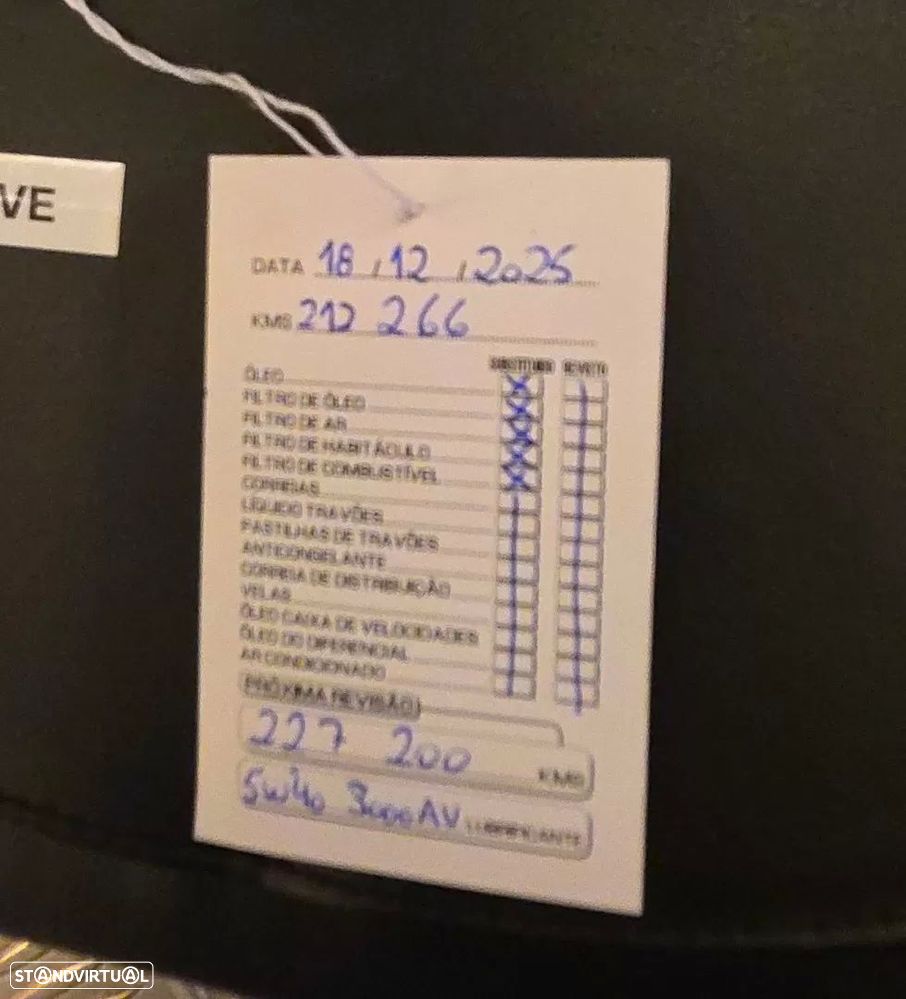 VE
DATA 18 / 12 / 2025
KMS 212 266
SUBSTITUÍDO REVISTO
ÓLEO
FILTRO DE ÓLEO
FILTRO DE AR
FILTRO DE HABITÁCULO
FILTRO DE COMBUSTÍVEL
CORREIAS
LÍQUIDO TRAVÕES
PASTILHAS DE TRAVÕES
ANTICONGELANTE
CORREIA DE DISTRIBUIÇÃO
VELAS
ÓLEO CAIXA DE VELOCIDADES
ÓLEO DO DIFERENCIAL
AR CONDICIONADO
PRÓXIMA REVISÃO
227 200 KMS
5W40 3000AV LUBRIFICANTE
STANDVIRTUAL